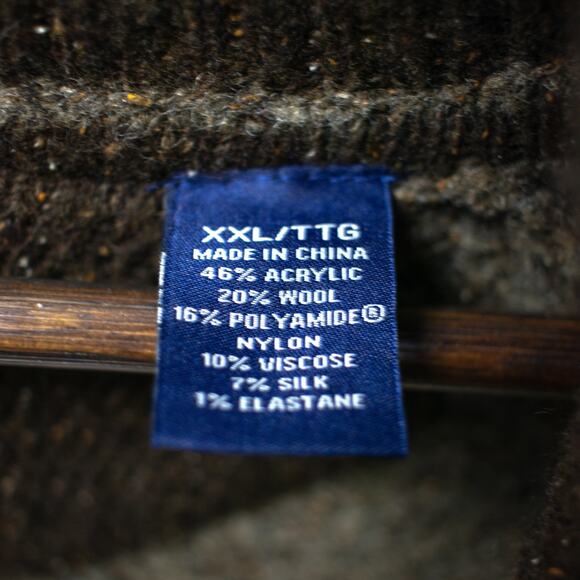 XXL/TTG
MADE IN CHINA
46% ACRYLIC
20% WOOL
16% POLYAMIDE®
NYLON
10% VISCOSE
7% SILK
1% ELASTANE